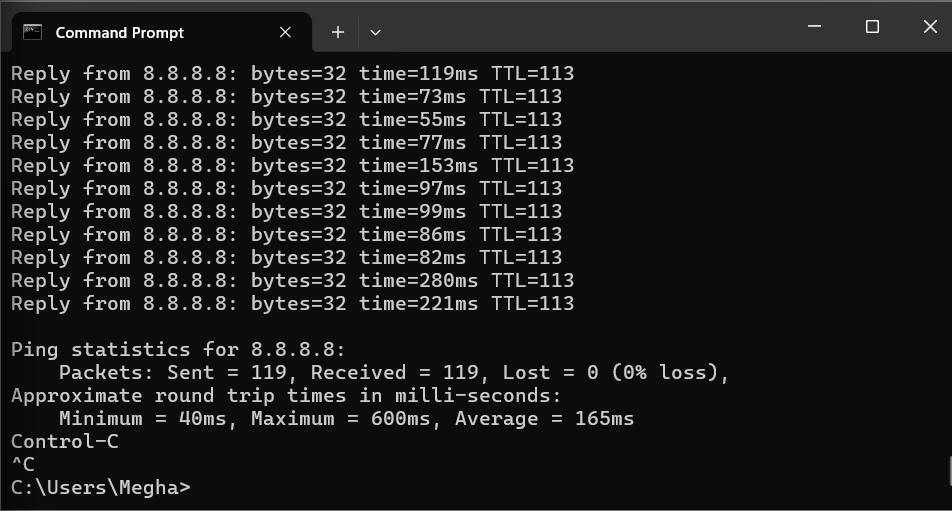 Command Prompt
Reply from 8.8.8.8: bytes=32 time=119ms TTL=113
Reply from 8.8.8.8: bytes=32 time=73ms TTL=113
Reply from 8.8.8.8: bytes=32 time=55ms TTL=113
Reply from 8.8.8.8: bytes=32 time=77ms TTL=113
Reply from 8.8.8.8: bytes=32 time=153ms TTL=113
Reply from 8.8.8.8: bytes=32 time=97ms TTL=113
Reply from 8.8.8.8: bytes=32 time=99ms TTL=113
Reply from 8.8.8.8: bytes=32 time=86ms TTL=113
Reply from 8.8.8.8: bytes=32 time=82ms TTL=113
Reply from 8.8.8.8: bytes=32 time=280ms TTL=113
Reply from 8.8.8.8: bytes=32 time=221ms TTL=113

Ping statistics for 8.8.8.8:
    Packets: Sent = 119, Received = 119, Lost = 0 (0% loss),
Approximate round trip times in milli-seconds:
    Minimum = 40ms, Maximum = 600ms, Average = 165ms
Control-C
^C
C:\Users\Megha>